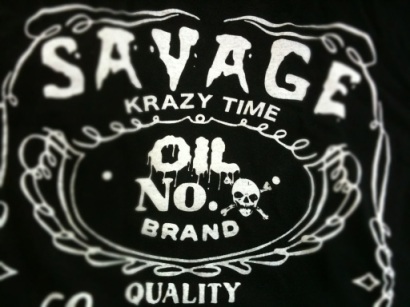 SAVAGE
KRAZY TIME
OIL
No.
BRAND
QUALITY